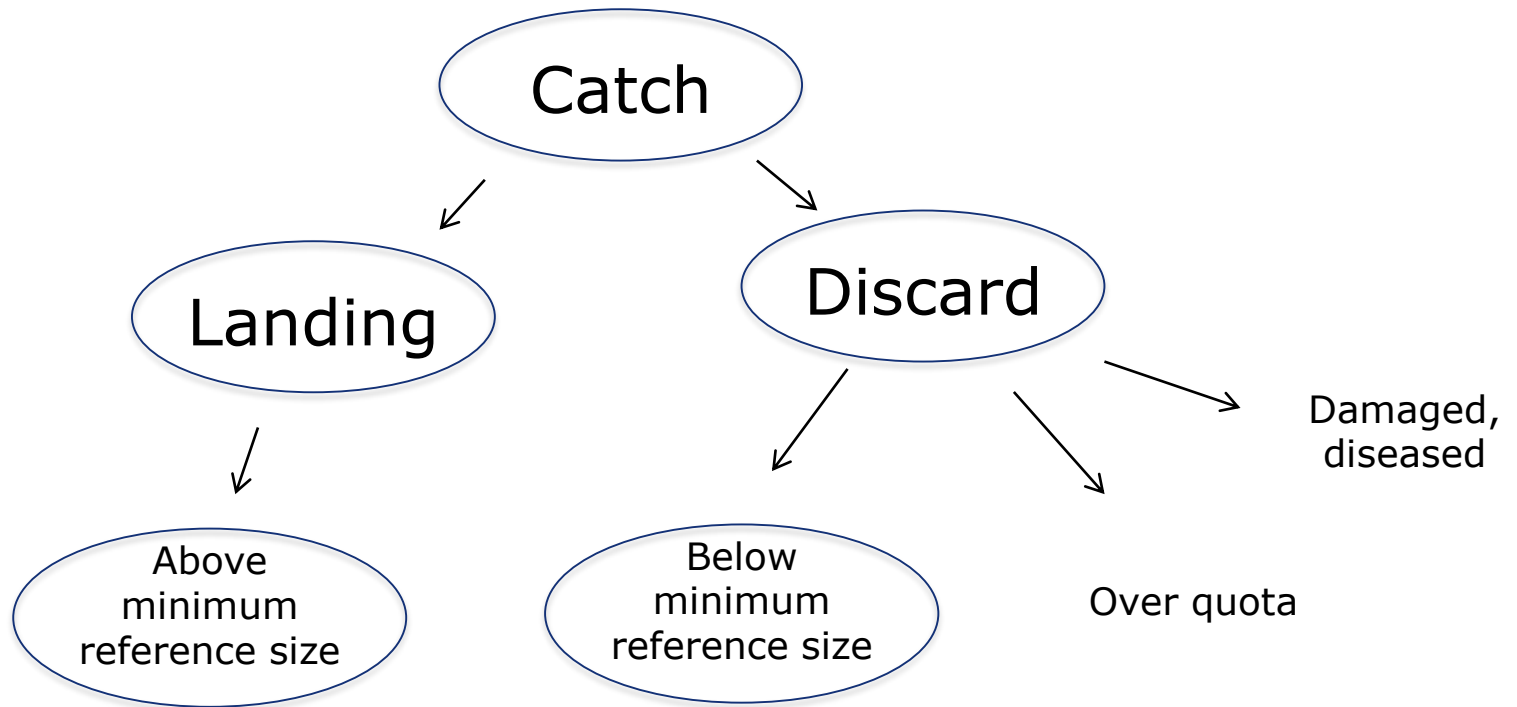 Catch
Landing
Discard
Damaged,
diseased
Above
minimum
reference size
Below
minimum
reference size
Over quota